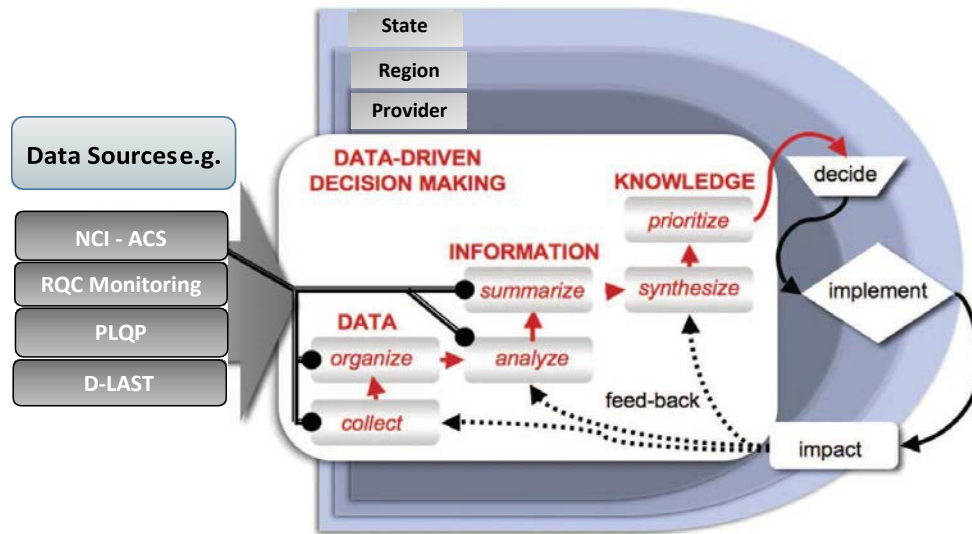 State
Region
Provider
Data Sourcese.g.
NCI - ACS
RQC Monitoring
PLQP
D-LAST
DATA-DRIVEN
DECISION MAKING
KNOWLEDGE
prioritize
decide
INFORMATION
summarize
synthesize
implement
DATA
organize
analyze
collect
feed-back
impact